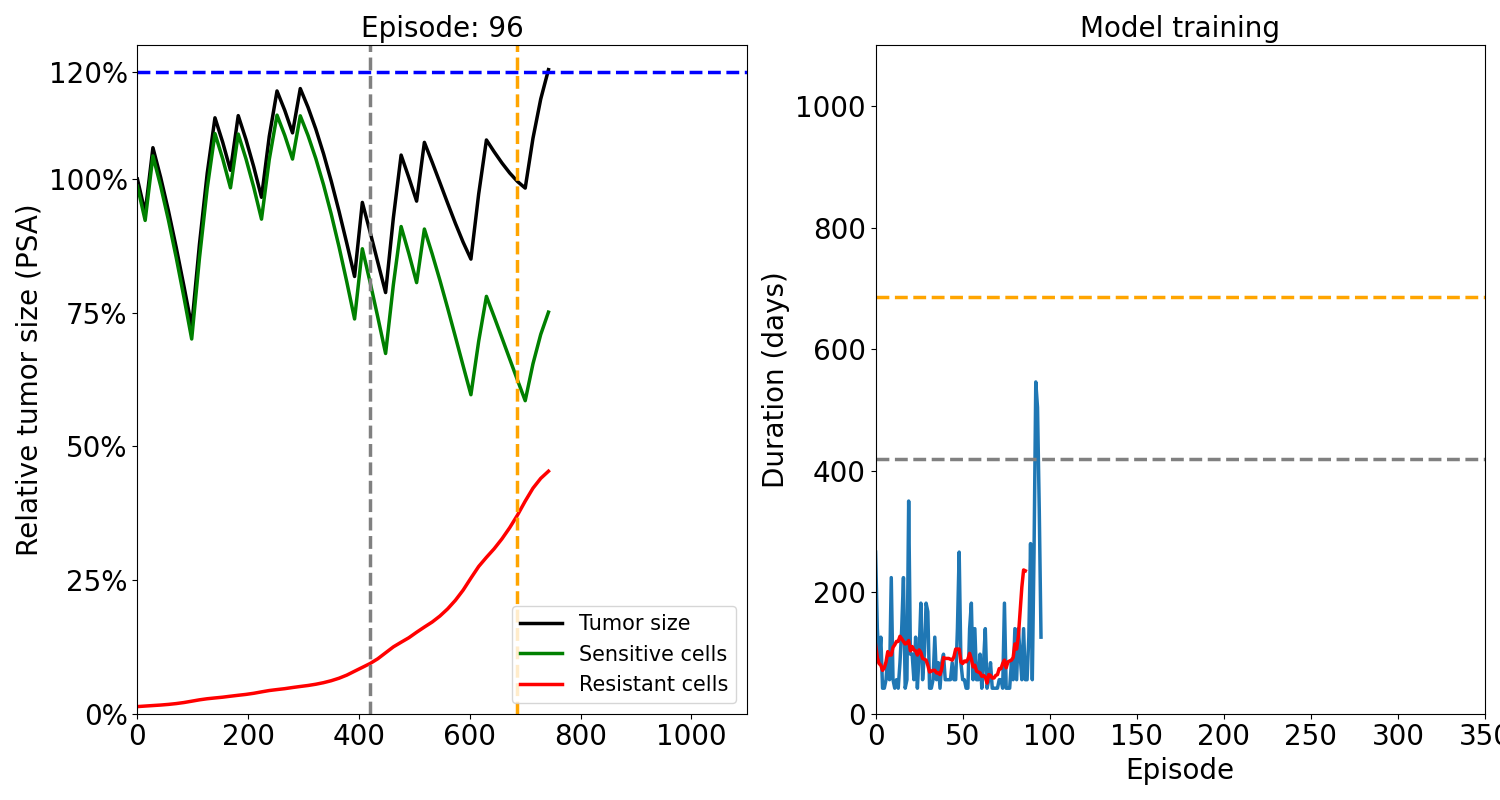 Episode: 96
Relative tumor size (PSA)
120%
100%
75%
50%
25%
0%
0 200 400 600 800 1000
Tumor size
Sensitive cells
Resistant cells
Model training
Duration (days)
1000
800
600
400
200
0
0 50 100 150 200 250 300 350
Episode